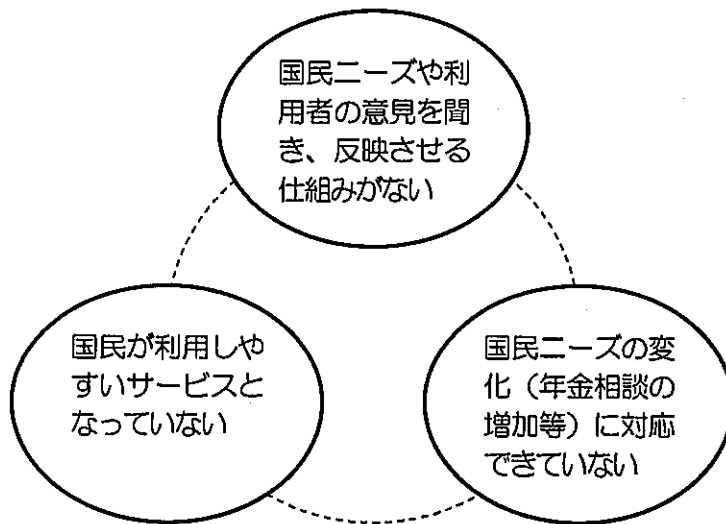 国民ニーズや利
用者の意見を聞
き、反映させる
仕組みがない
国民が利用しや
すいサービスと
なっていない
国民ニーズの変
化（年金相談の
増加等）に対応
できていない